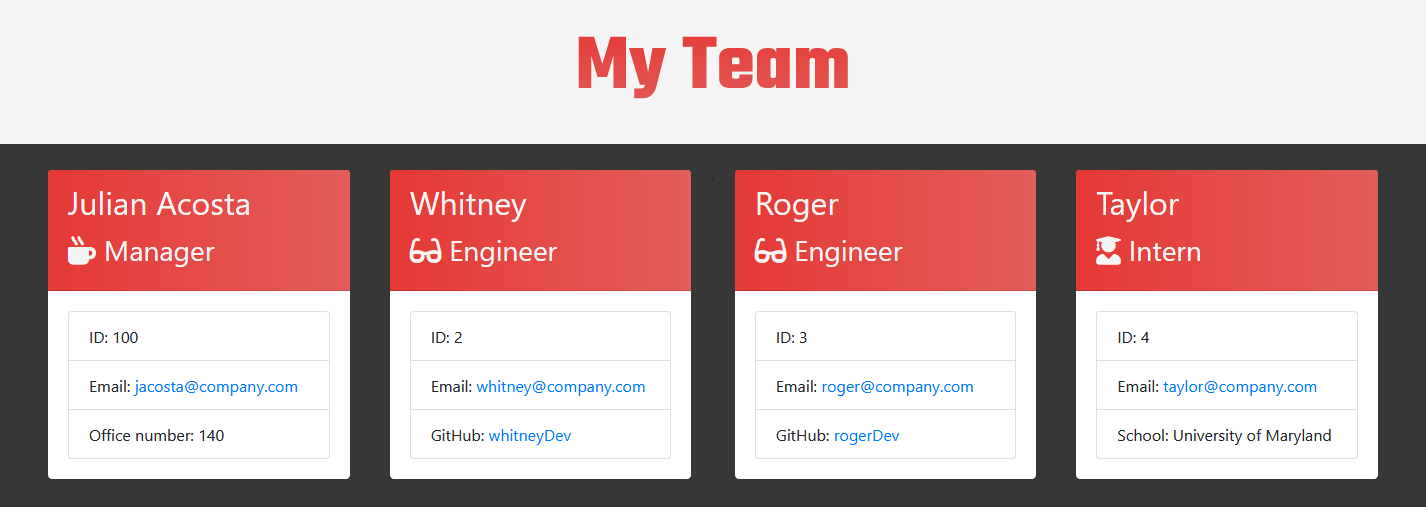 My Team
Julian Acosta
Manager
ID: 100
Email: jacosta@company.com
Office number: 140
Whitney
Engineer
ID: 2
Email: whitney@company.com
GitHub: whitneyDev
Roger
Engineer
ID: 3
Email: roger@company.com
GitHub: rogerDev
Taylor
Intern
ID: 4
Email: taylor@company.com
School: University of Maryland